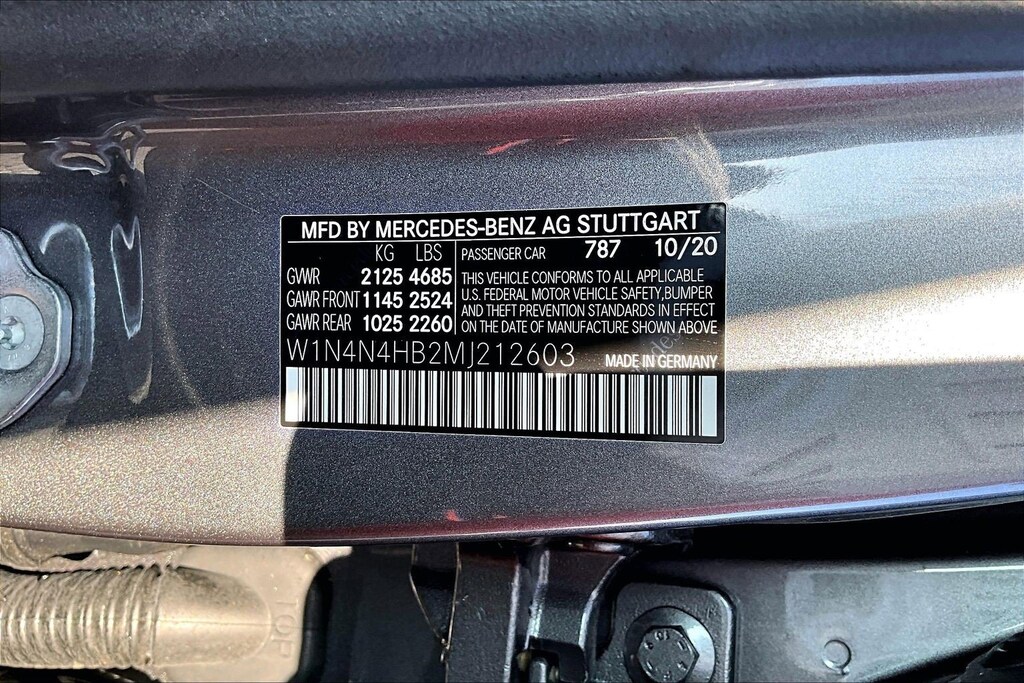 MFD BY MERCEDES-BENZ AG STUTTGART
KG LBS
GVWR 2125 4685
GAWR FRONT 1145 2524
GAWR REAR 1025 2260
PASSENGER CAR 787 10/20
THIS VEHICLE CONFORMS TO ALL APPLICABLE
U.S. FEDERAL MOTOR VEHICLE SAFETY,BUMPER
AND THEFT PREVENTION STANDARDS IN EFFECT
ON THE DATE OF MANUFACTURE SHOWN ABOVE
W1N4N4HB2MJ212603 MADE IN GERMANY
TOP